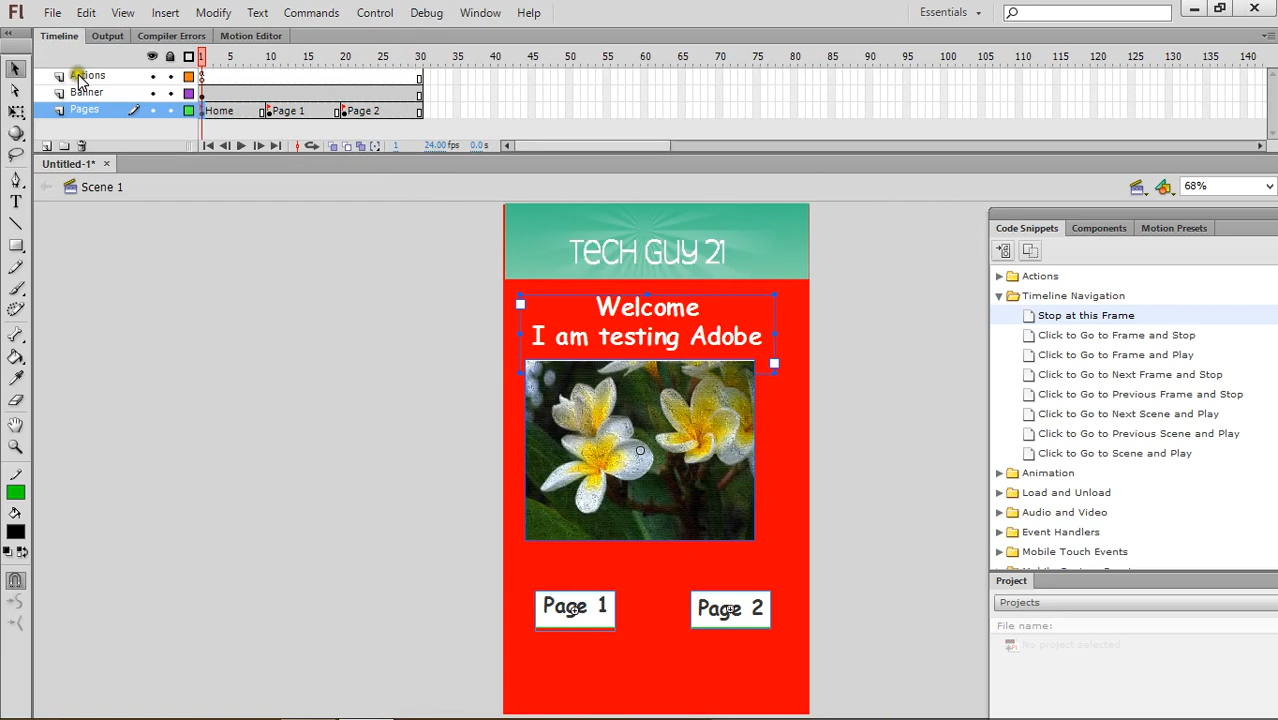 Fl File Edit View Insert Modify Text Commands Control Debug Window Help Essentials
Timeline Output Compiler Errors Motion Editor
1 5 10 15 20 25 30 35 40 45 50 55 60 65 70 75 80 85 90 95 100 105 110 115 120 125 130 135 140
Actions
Banner
Pages Home Page 1 Page 2
1 24.00 fps 0.0 s
Untitled-1*
Scene 1 68%
TECH GUY 21
Welcome
I am testing Adobe
Page 1 Page 2
Code Snippets Components Motion Presets
Actions
Timeline Navigation
Stop at this Frame
Click to Go to Frame and Stop
Click to Go to Frame and Play
Click to Go to Next Frame and Stop
Click to Go to Previous Frame and Stop
Click to Go to Next Scene and Play
Click to Go to Previous Scene and Play
Click to Go to Scene and Play
Animation
Load and Unload
Audio and Video
Event Handlers
Mobile Touch Events
Project
Projects
File name:
No project selected